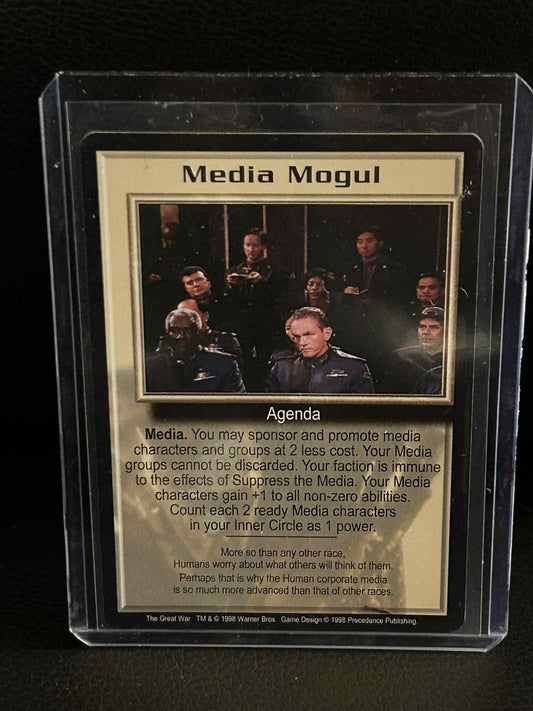 Media Mogul
Agenda
Media. You may sponsor and promote media
characters and groups at 2 less cost. Your Media
groups cannot be discarded. Your faction is immune
to the effects of Suppress the Media. Your Media
characters gain +1 to all non-zero abilities.
Count each 2 ready Media characters
in your Inner Circle as 1 power.
More so than any other race,
Humans worry about what others will think of them.
Perhaps that is why the Human corporate media
is so much more advanced than that of other races.
The Great War TM & © 1998 Warner Bros. Game Design © 1998 Precedence Publishing.